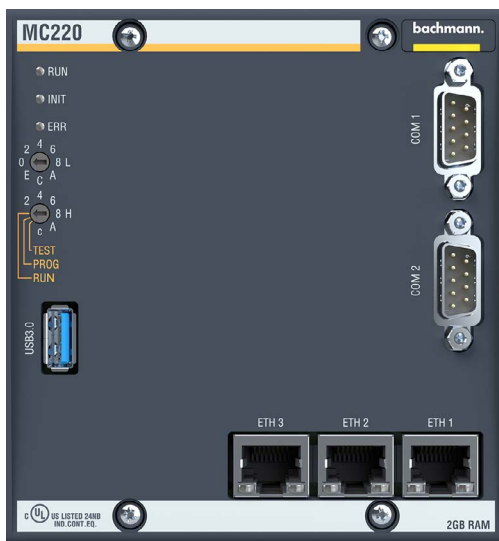 MC220
bachmann.
RUN
INIT
ERR
2 4 6
0 8 L
E C A
2 4 6
8 H
C A
TEST
PROG
RUN
USB3.0
COM 1
COM 2
ETH 3 ETH 2 ETH 1
C UL US LISTED 24NB
IND.CONT.EQ.
2GB RAM